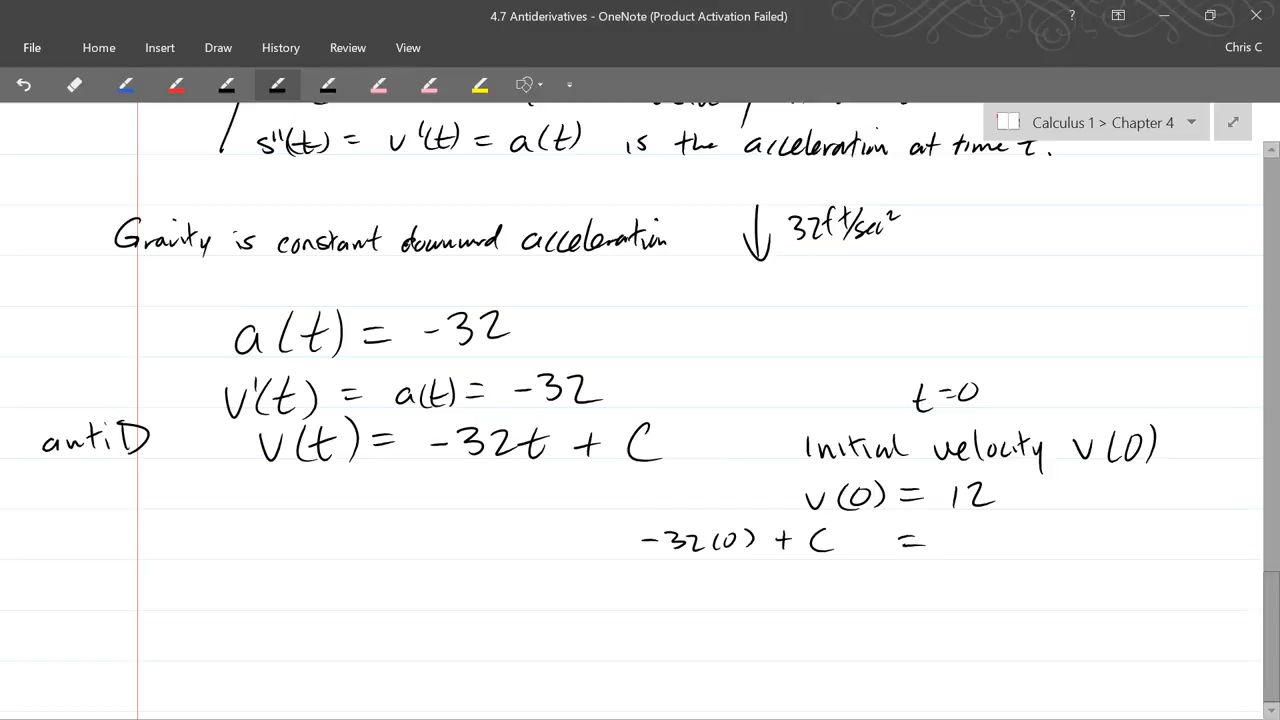 4.7 Antiderivatives - OneNote (Product Activation Failed)
File Home Insert Draw History Review View Chris C
Calculus 1 > Chapter 4
s''(t) = v'(t) = a(t) is the acceleration at time t.
Gravity is constant downward acceleration ↓ 32ft/sec²
a(t) = -32
v'(t) = a(t) = -32
t=0
antiD v(t) = -32t + C
Initial velocity v(0)
v(0) = 12
-32(0) + C =